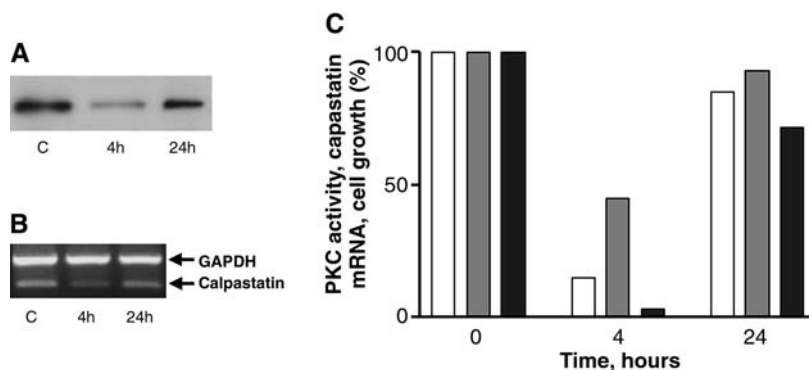 A
C 4h 24h
B
GAPDH
Calpastatin
C 4h 24h
C
PKC activity, capastatin
mRNA, cell growth (%)
100
50
0
0 4 24
Time, hours